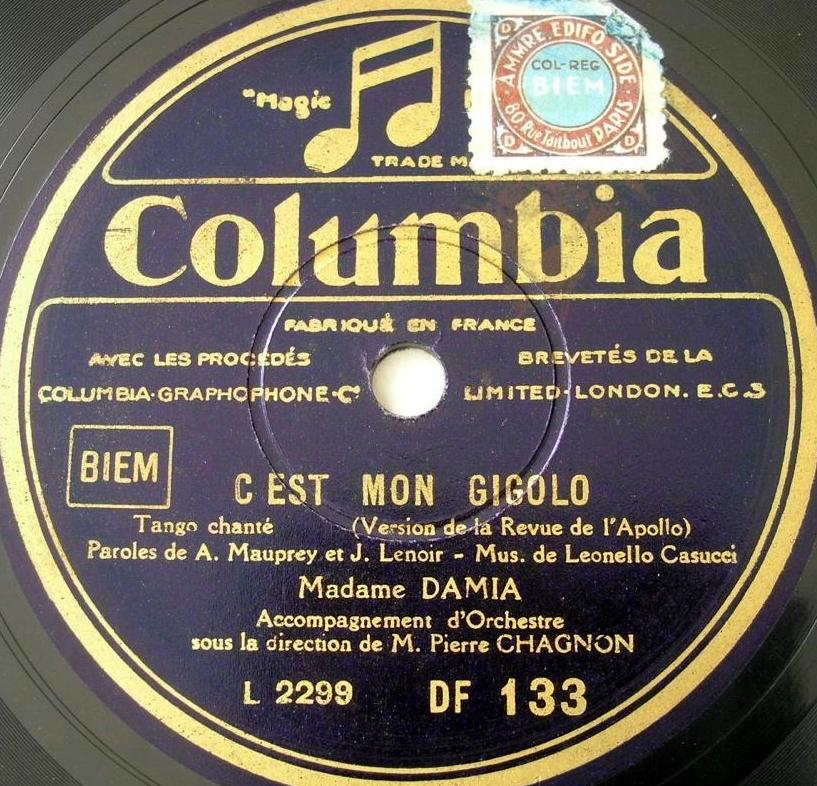 "Magic
TRADE
AMMRE. EDIFO. SIDE
COL-REG
BIEM
80 Rue Taitbout PARIS
Columbia
FABRIQUÉ EN FRANCE
AVEC LES PROCÉDÉS BREVETÉS DE LA
COLUMBIA-GRAPHOPHONE-Cº LIMITED-LONDON. E.C.3
BIEM
C'EST MON GIGOLO
Tango chanté (Version de la Revue de l'Apollo)
Paroles de A. Mauprey et J. Lenoir - Mus. de Leonello Casucci
Madame DAMIA
Accompagnement d'Orchestre
sous la direction de M. Pierre CHAGNON
L 2299 DF 133